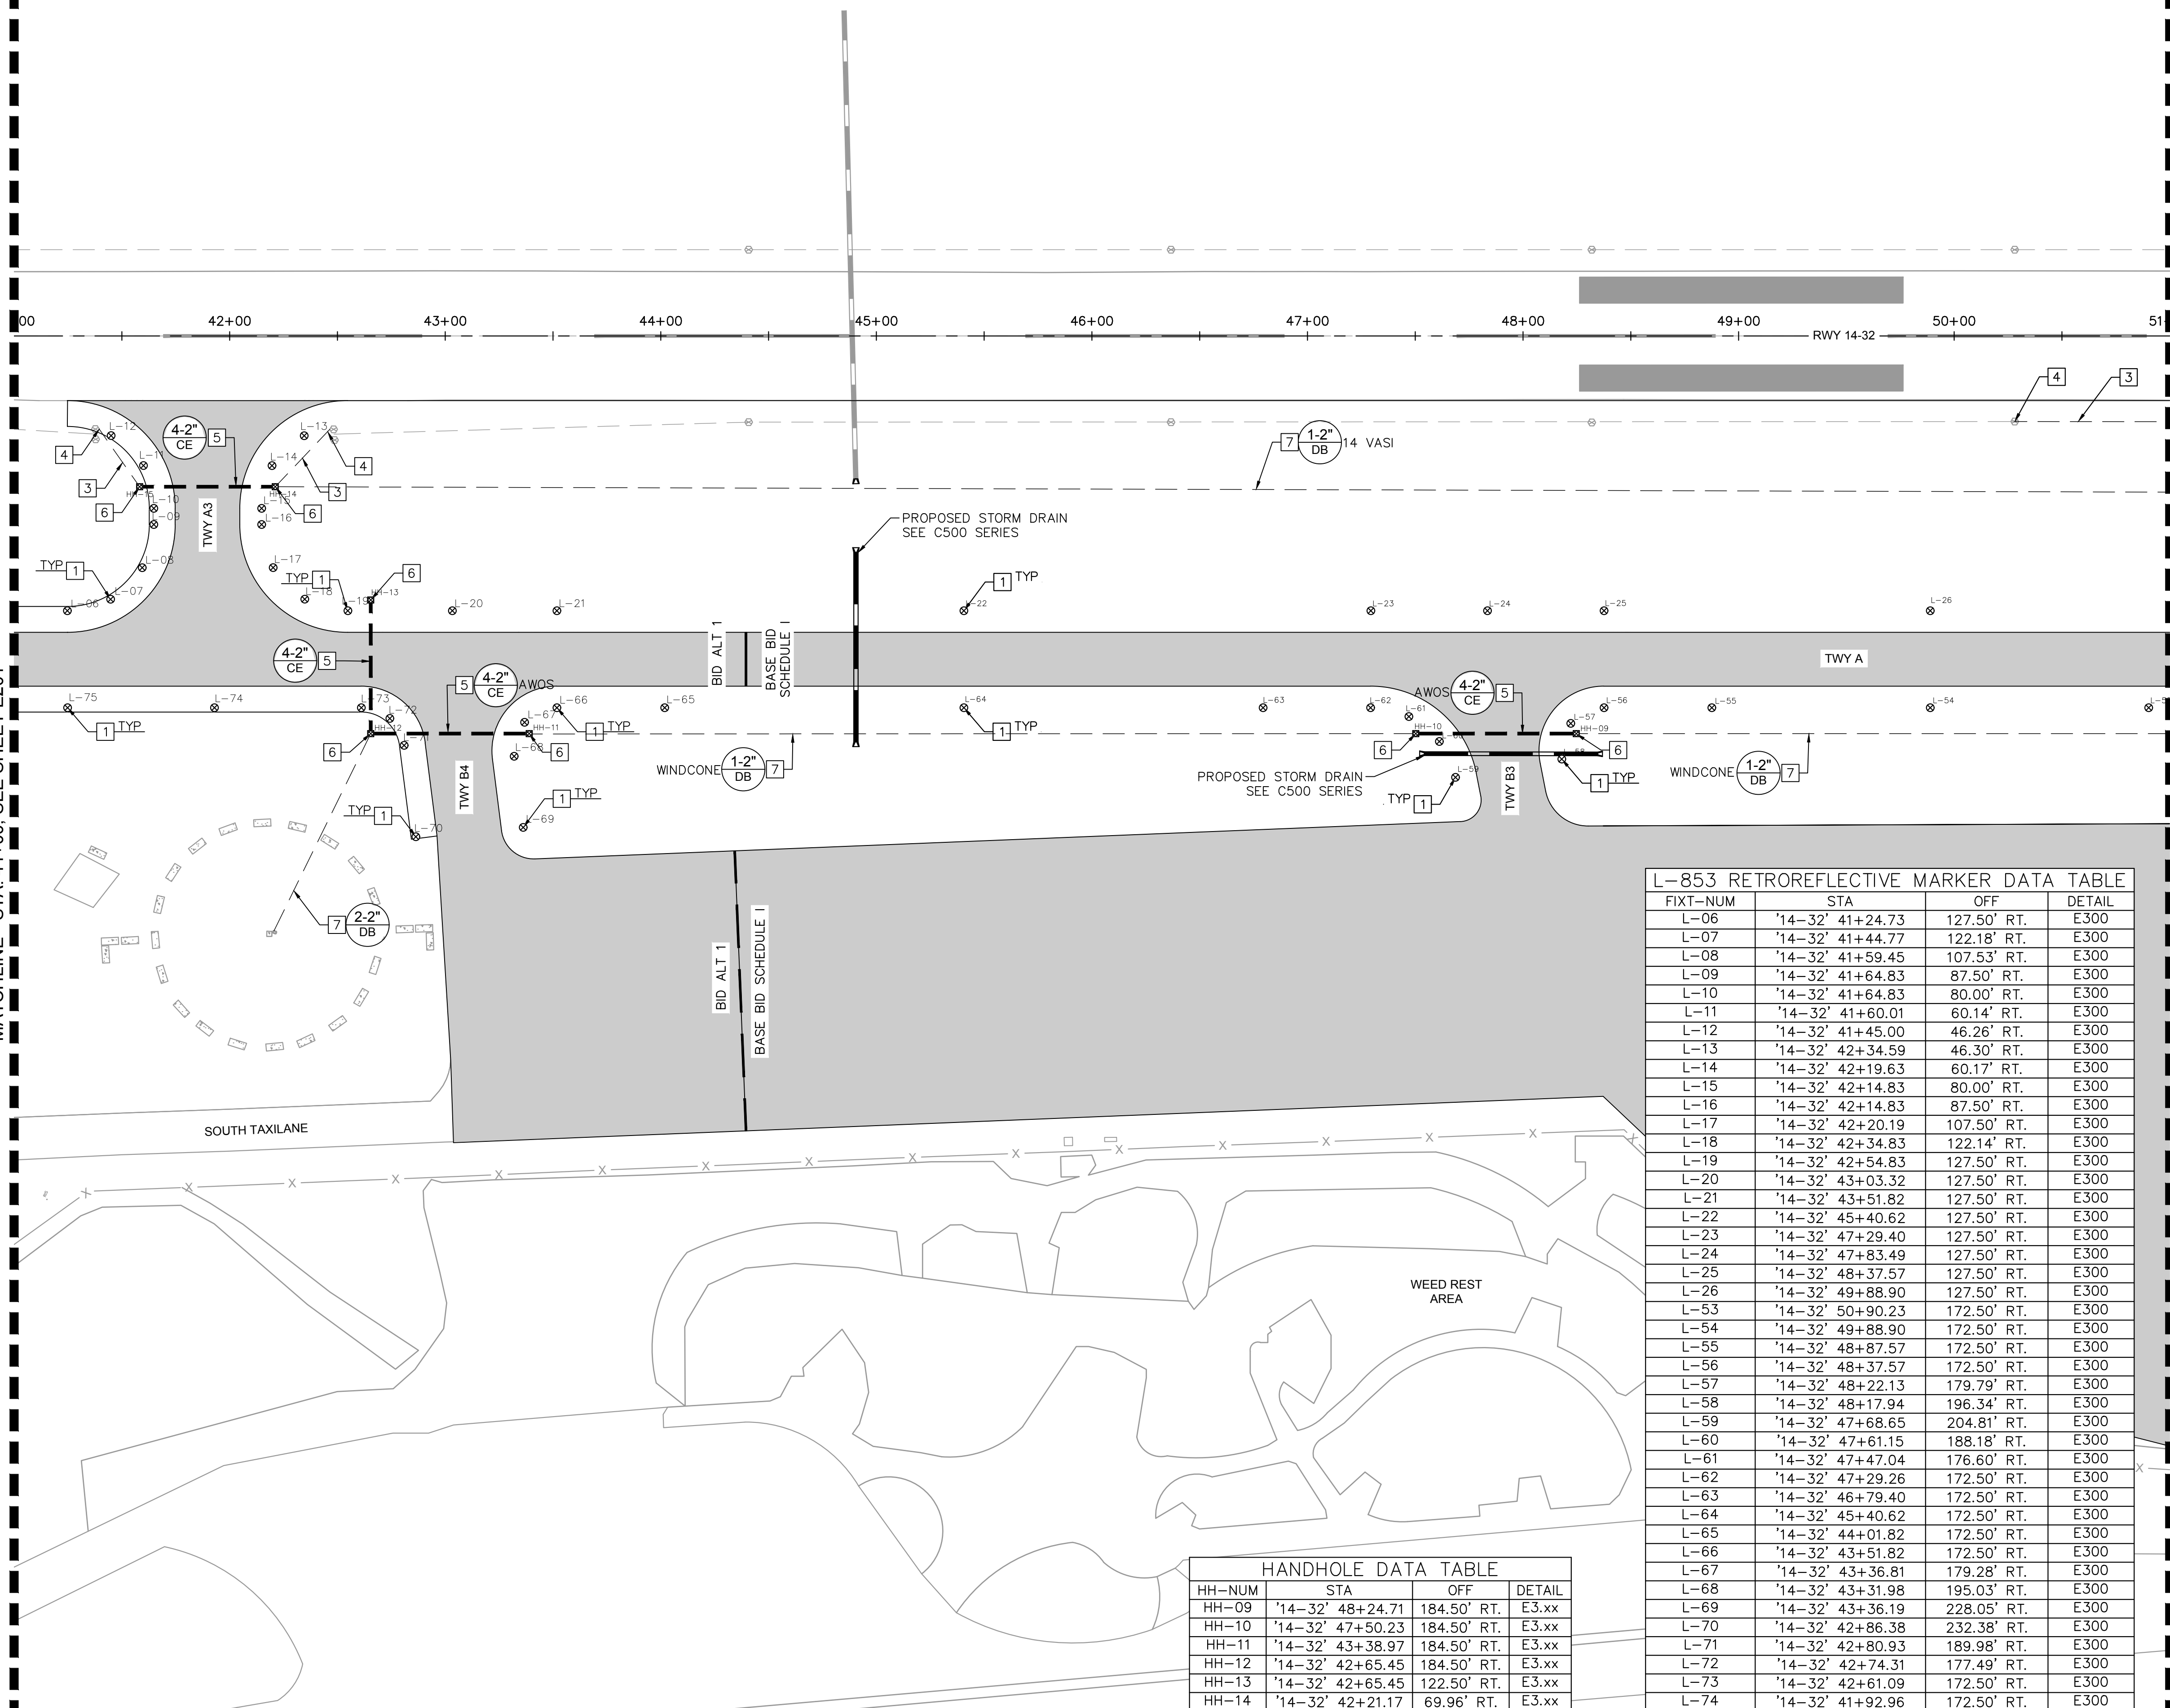 00
42+00
43+00
44+00
45+00
46+00
47+00
48+00
49+00
RWY 14-32
50+00
51
4
3
L-12
4-2"
CE
5
L-13
4
L-11
L-14
4
3
3
HH-15
L-10
HH-14
L-15
6
L-09
L-16
6
TWY A3
7
1-2"
DB
14 VASI
PROPOSED STORM DRAIN
SEE C500 SERIES
L-08
L-17
TYP 1
L-07
L-06
TYP 1
6
L-18
L-19
HH-13
L-20
L-21
1 TYP
L-22
L-23
L-24
L-25
L-26
4-2"
CE
5
BID ALT 1
BASE BID
SCHEDULE I
TWY A
5
4-2"
CE
AWOS
AWOS
4-2"
CE
5
L-75
L-74
L-73
L-72
L-71
L-66
L-67
L-65
L-64
L-63
L-62
L-61
L-56
L-57
L-55
L-54
1 TYP
6
HH-12
HH-11
L-68
6
1 TYP
1 TYP
HH-10
6
HH-09
6
L-58
L-59
1 TYP
WINDCONE
1-2"
DB
7
PROPOSED STORM DRAIN
SEE C500 SERIES
TYP 1
WINDCONE
1-2"
DB
7
TWY B4
TWY B3
TYP 1
L-70
1 TYP
L-69
7
2-2"
DB
BID ALT 1
BASE BID SCHEDULE I
SOUTH TAXILANE
WEED REST
AREA
L-853 RETROREFLECTIVE MARKER DATA TABLE
FIXT-NUM STA OFF DETAIL
L-06 '14-32' 41+24.73 127.50' RT. E300
L-07 '14-32' 41+44.77 122.18' RT. E300
L-08 '14-32' 41+59.45 107.53' RT. E300
L-09 '14-32' 41+64.83 87.50' RT. E300
L-10 '14-32' 41+64.83 80.00' RT. E300
L-11 '14-32' 41+60.01 60.14' RT. E300
L-12 '14-32' 41+45.00 46.26' RT. E300
L-13 '14-32' 42+34.59 46.30' RT. E300
L-14 '14-32' 42+19.63 60.17' RT. E300
L-15 '14-32' 42+14.83 80.00' RT. E300
L-16 '14-32' 42+14.83 87.50' RT. E300
L-17 '14-32' 42+20.19 107.50' RT. E300
L-18 '14-32' 42+34.83 122.14' RT. E300
L-19 '14-32' 42+54.83 127.50' RT. E300
L-20 '14-32' 43+03.32 127.50' RT. E300
L-21 '14-32' 43+51.82 127.50' RT. E300
L-22 '14-32' 45+40.62 127.50' RT. E300
L-23 '14-32' 47+29.40 127.50' RT. E300
L-24 '14-32' 47+83.49 127.50' RT. E300
L-25 '14-32' 48+37.57 127.50' RT. E300
L-26 '14-32' 49+88.90 127.50' RT. E300
L-53 '14-32' 50+90.23 172.50' RT. E300
L-54 '14-32' 49+88.90 172.50' RT. E300
L-55 '14-32' 48+87.57 172.50' RT. E300
L-56 '14-32' 48+37.57 172.50' RT. E300
L-57 '14-32' 48+22.13 179.79' RT. E300
L-58 '14-32' 48+17.94 196.34' RT. E300
L-59 '14-32' 47+68.65 204.81' RT. E300
L-60 '14-32' 47+61.15 188.18' RT. E300
L-61 '14-32' 47+47.04 176.60' RT. E300
L-62 '14-32' 47+29.26 172.50' RT. E300
L-63 '14-32' 46+79.40 172.50' RT. E300
L-64 '14-32' 45+40.62 172.50' RT. E300
L-65 '14-32' 44+01.82 172.50' RT. E300
L-66 '14-32' 43+51.82 172.50' RT. E300
L-67 '14-32' 43+36.81 179.28' RT. E300
L-68 '14-32' 43+31.98 195.03' RT. E300
L-69 '14-32' 43+36.19 228.05' RT. E300
L-70 '14-32' 42+86.38 232.38' RT. E300
L-71 '14-32' 42+80.93 189.98' RT. E300
L-72 '14-32' 42+74.31 177.49' RT. E300
L-73 '14-32' 42+61.09 172.50' RT. E300
L-74 '14-32' 41+92.96 172.50' RT. E300
HANDHOLE DATA TABLE
HH-NUM STA OFF DETAIL
HH-09 '14-32' 48+24.71 184.50' RT. E3.xx
HH-10 '14-32' 47+50.23 184.50' RT. E3.xx
HH-11 '14-32' 43+38.97 184.50' RT. E3.xx
HH-12 '14-32' 42+65.45 184.50' RT. E3.xx
HH-13 '14-32' 42+65.45 122.50' RT. E3.xx
HH-14 '14-32' 42+21.17 69.96' RT. E3.xx